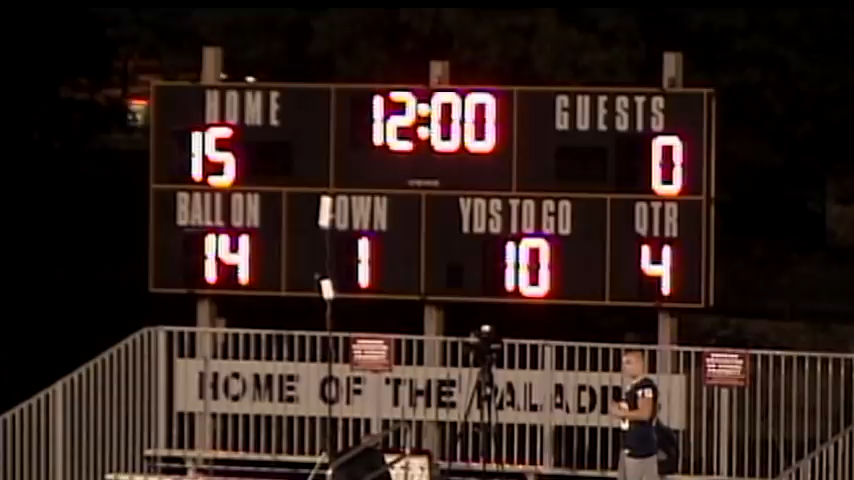 HOME 12:00 GUESTS
15 0
BALL ON DOWN YDS TO GO QTR
14 1 10 4
HOME OF THE PALADI